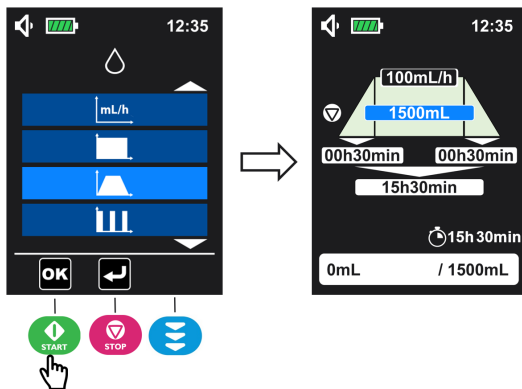 12:35
mL/h
OK
START
STOP
12:35
100mL/h
1500mL
00h30min 00h30min
15h30min
15h30min
0mL / 1500mL